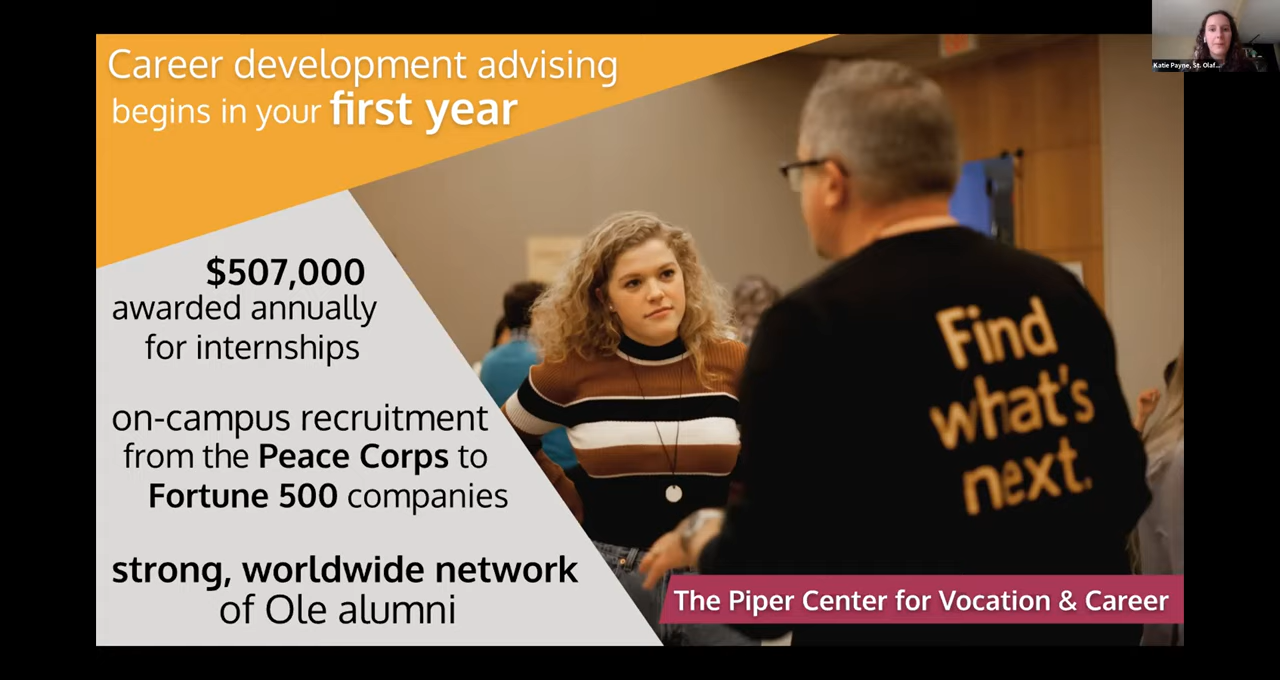 Career development advising
begins in your first year
$507,000
awarded annually
for internships
on-campus recruitment
from the Peace Corps to
Fortune 500 companies
strong, worldwide network
of Ole alumni
Find
what's
next.
The Piper Center for Vocation & Career
Katie Payne, St. Olaf...